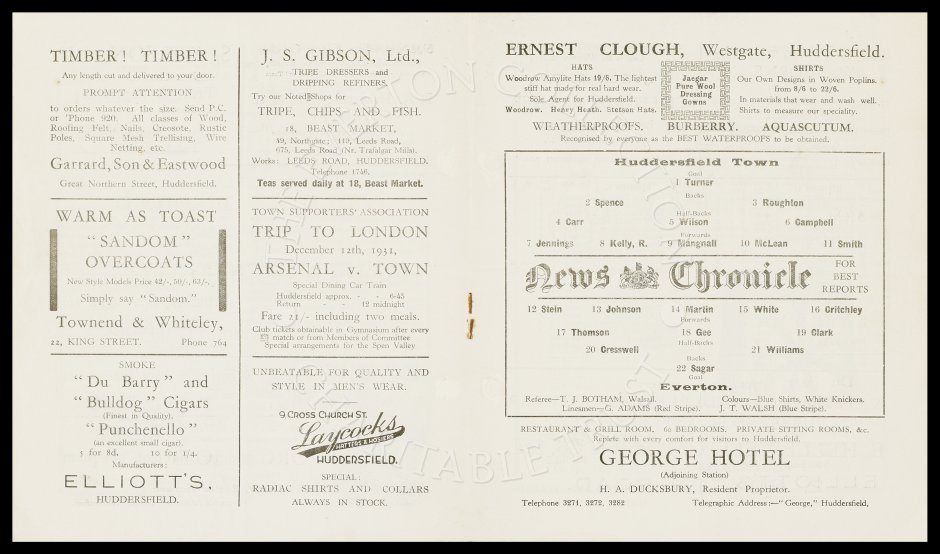 TIMBER! TIMBER!
Any length cut and delivered to your door.
PROMPT ATTENTION
to orders whatever the size. Send P.C.
or 'Phone 920. All classes of Wood,
Roofing Felt, Nails, Creosote, Rustic
Poles, Square Mesh Trellising, Wire
Netting, etc.
Garrard, Son & Eastwood
Great Northern Street, Huddersfield.
WARM AS TOAST
"SANDOM"
OVERCOATS
New Style Models Price 42/-, 50/-, 63/-.
Simply say "Sandom."
Townend & Whiteley,
22, KING STREET. Phone 764
SMOKE
"Du Barry" and
"Bulldog" Cigars
(Finest in Quality).
"Punchenello"
(an excellent small cigar).
5 for 8d. 10 for 1/4.
Manufacturers:
ELLIOTT'S,
HUDDERSFIELD.
J. S. GIBSON, Ltd.,
TRIPE DRESSERS and
DRIPPING REFINERS.
Try our Noted Shops for
TRIPE, CHIPS AND FISH.
18, BEAST MARKET,
49, Northgate; 110, Leeds Road,
675, Leeds Road (Nr. Trafalgar Mills).
Works: LEEDS ROAD, HUDDERSFIELD.
Telephone 1746.
Teas served daily at 18, Beast Market.
TOWN SUPPORTERS' ASSOCIATION
TRIP TO LONDON
December 12th, 1931,
ARSENAL v. TOWN
Special Dining Car Train
Huddersfield approx. - - 6-45
Return - - 12 midnight
Fare 21/- including two meals.
Club tickets obtainable in Gymnasium after every
match or from Members of Committee
Special arrangements for the Spen Valley
UNBEATABLE FOR QUALITY AND
STYLE IN MEN'S WEAR.
9 CROSS CHURCH ST.
Laycocks
HATTERS & HOSIERS
HUDDERSFIELD.
SPECIAL:
RADIAC SHIRTS AND COLLARS
ALWAYS IN STOCK.
ERNEST CLOUGH, Westgate, Huddersfield.
HATS
Woodrow Amylite Hats 19/6. The lightest
stiff hat made for real hard wear.
Sole Agent for Huddersfield.
Woodrow. Henry Heath. Stetson Hats.
Jaegar
Pure Wool
Dressing
Gowns
SHIRTS
Our Own Designs in Woven Poplins.
from 8/6 to 22/6.
In materials that wear and wash well.
Shirts to measure our speciality.
WEATHERPROOFS. BURBERRY. AQUASCUTUM.
Recognised by everyone as the BEST WATERPROOFS to be obtained.
Huddersfield Town
Goal
1 Turner
Backs
2 Spence 3 Roughton
Half-Backs
4 Carr 5 Wilson 6 Campbell
Forwards
7 Jennings 8 Kelly, R. 9 Mangnall 10 McLean 11 Smith
News Chronicle
FOR
BEST
REPORTS
12 Stein 13 Johnson 14 Martin 15 White 16 Critchley
Forwards
17 Thomson 18 Gee 19 Clark
Half-Backs
20 Cresswell 21 Williams
Backs
22 Sagar
Goal
Everton.
Referee—T. J. BOTHAM, Walsall. Colours—Blue Shirts, White Knickers.
Linesmen—G. ADAMS (Red Stripe). J. T. WALSH (Blue Stripe).
RESTAURANT & GRILL ROOM, 60 BEDROOMS, PRIVATE SITTING ROOMS, &c.
Replete with every comfort for visitors to Huddersfield.
GEORGE HOTEL
(Adjoining Station)
H. A. DUCKSBURY, Resident Proprietor.
Telephone 3271, 3272, 3282 Telegraphic Address:—"George," Huddersfield,